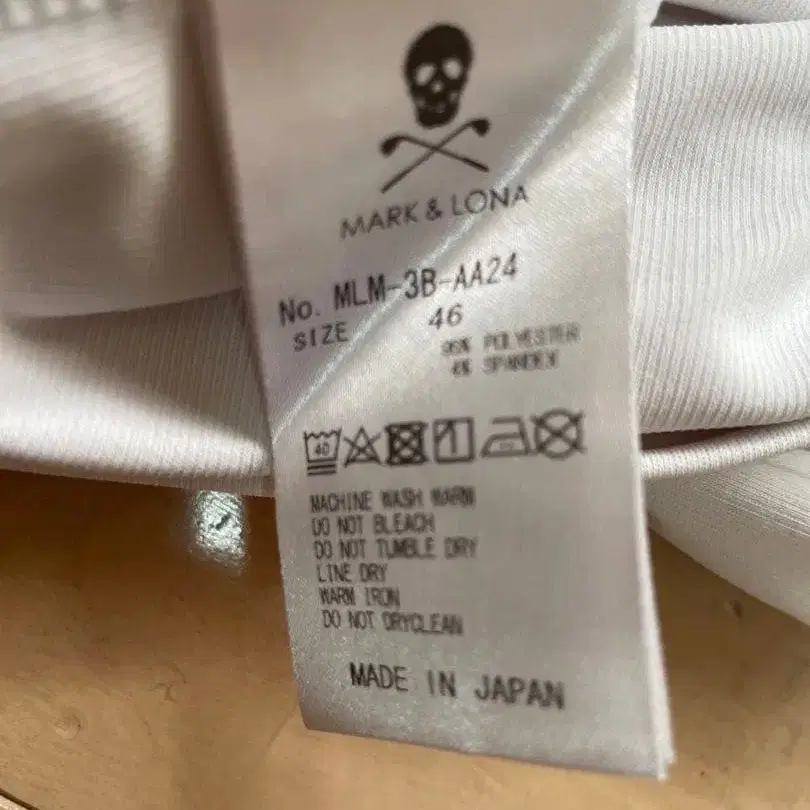 MARK & LONA
No. MLM-3B-AA24
SIZE 46
96% POLYESTER
4% SPANDEX
40
MACHINE WASH WARM
DO NOT BLEACH
DO NOT TUMBLE DRY
LINE DRY
WARM IRON
DO NOT DRYCLEAN
MADE IN JAPAN